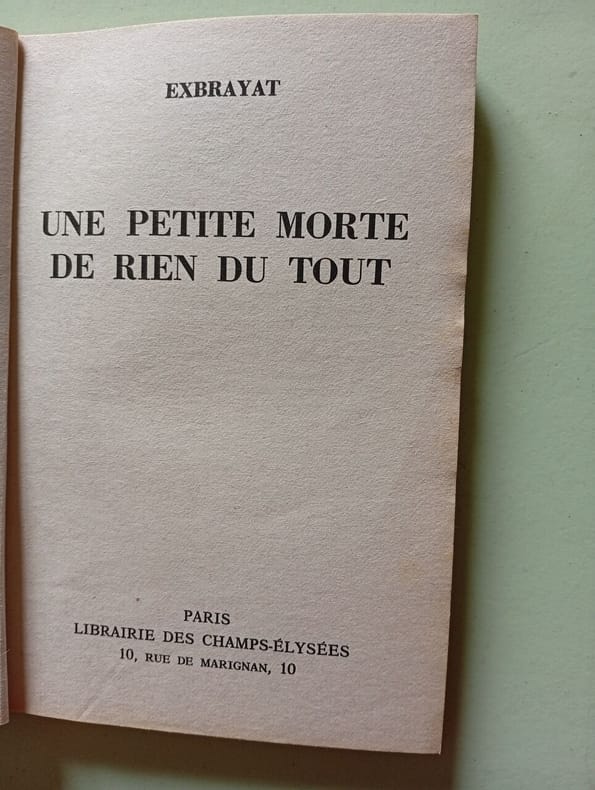 EXBRAYAT
UNE PETITE MORTE
DE RIEN DU TOUT
PARIS
LIBRAIRIE DES CHAMPS-ÉLYSÉES
10, RUE DE MARIGNAN, 10